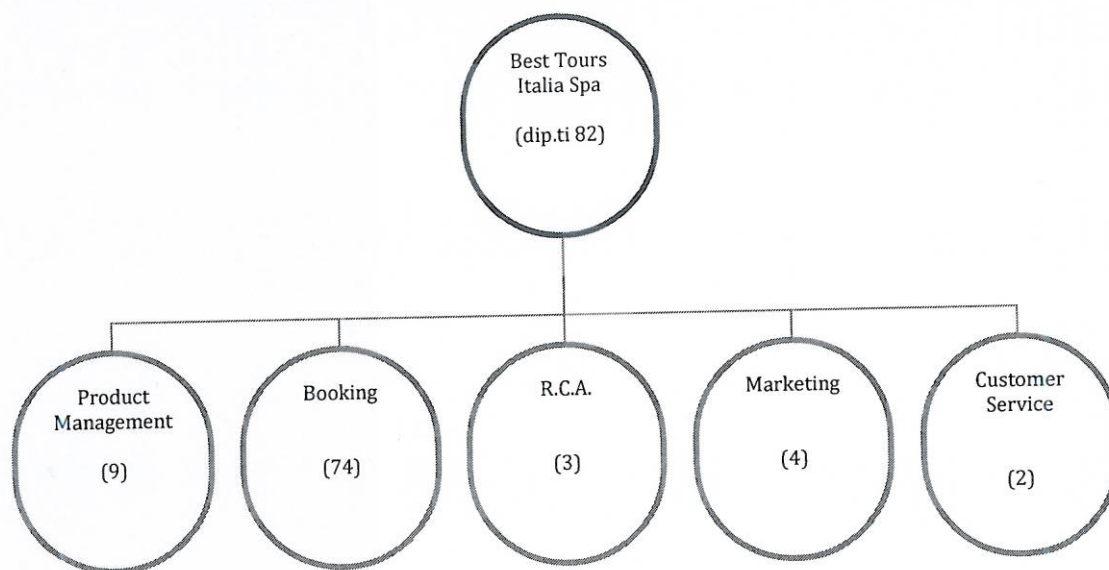 Best Tours
Italia Spa
(dip.ti 82)
Product
Management
(9)
Booking
(74)
R.C.A.
(3)
Marketing
(4)
Customer
Service
(2)